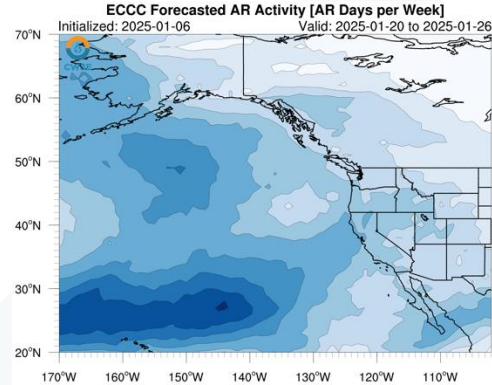 ECCC Forecasted AR Activity [AR Days per Week]
Initialized: 2025-01-06 Valid: 2025-01-20 to 2025-01-26
70°N
60°N
50°N
40°N
30°N
20°N
170°W 160°W 150°W 140°W 130°W 120°W 110°W